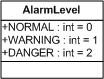 AlarmLevel
+NORMAL : int = 0
+WARNING : int = 1
+DANGER : int = 2